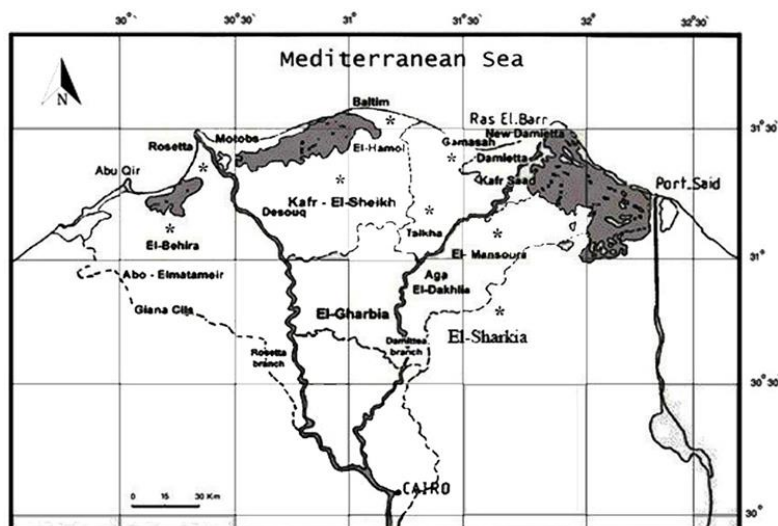 30° 30'
30° 30'
31° 00'
31° 30'
32° 00'
32° 30'
Mediterranean Sea
N
Baltim
Ras El.Barr
31° 30'
Rosetta
Motobs
New Damietta
El-Hamol
Gamasah
Damietta
Abu Qir
Kafr Saad
Port.Said
Kafr - El-Sheikh
Desouq
El-Behira
Talkha
El- Mansoura
31°
Abo - Elmatameir
Aga
El-Dakhlia
Giana Clis
El-Gharbia
El-Sharkia
Rosetta
branch
Damittea
branch
30° 30'
CAIRO
0 15 30 Km
30°